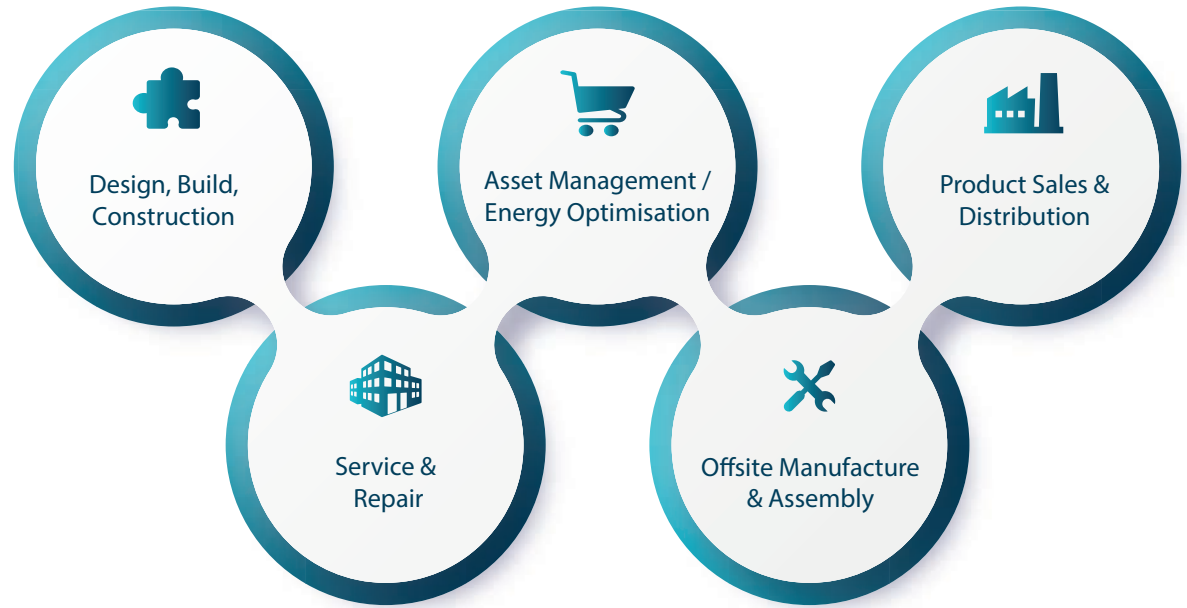 Design, Build,
Construction
Asset Management /
Energy Optimisation
Product Sales &
Distribution
Service &
Repair
Offsite Manufacture
& Assembly